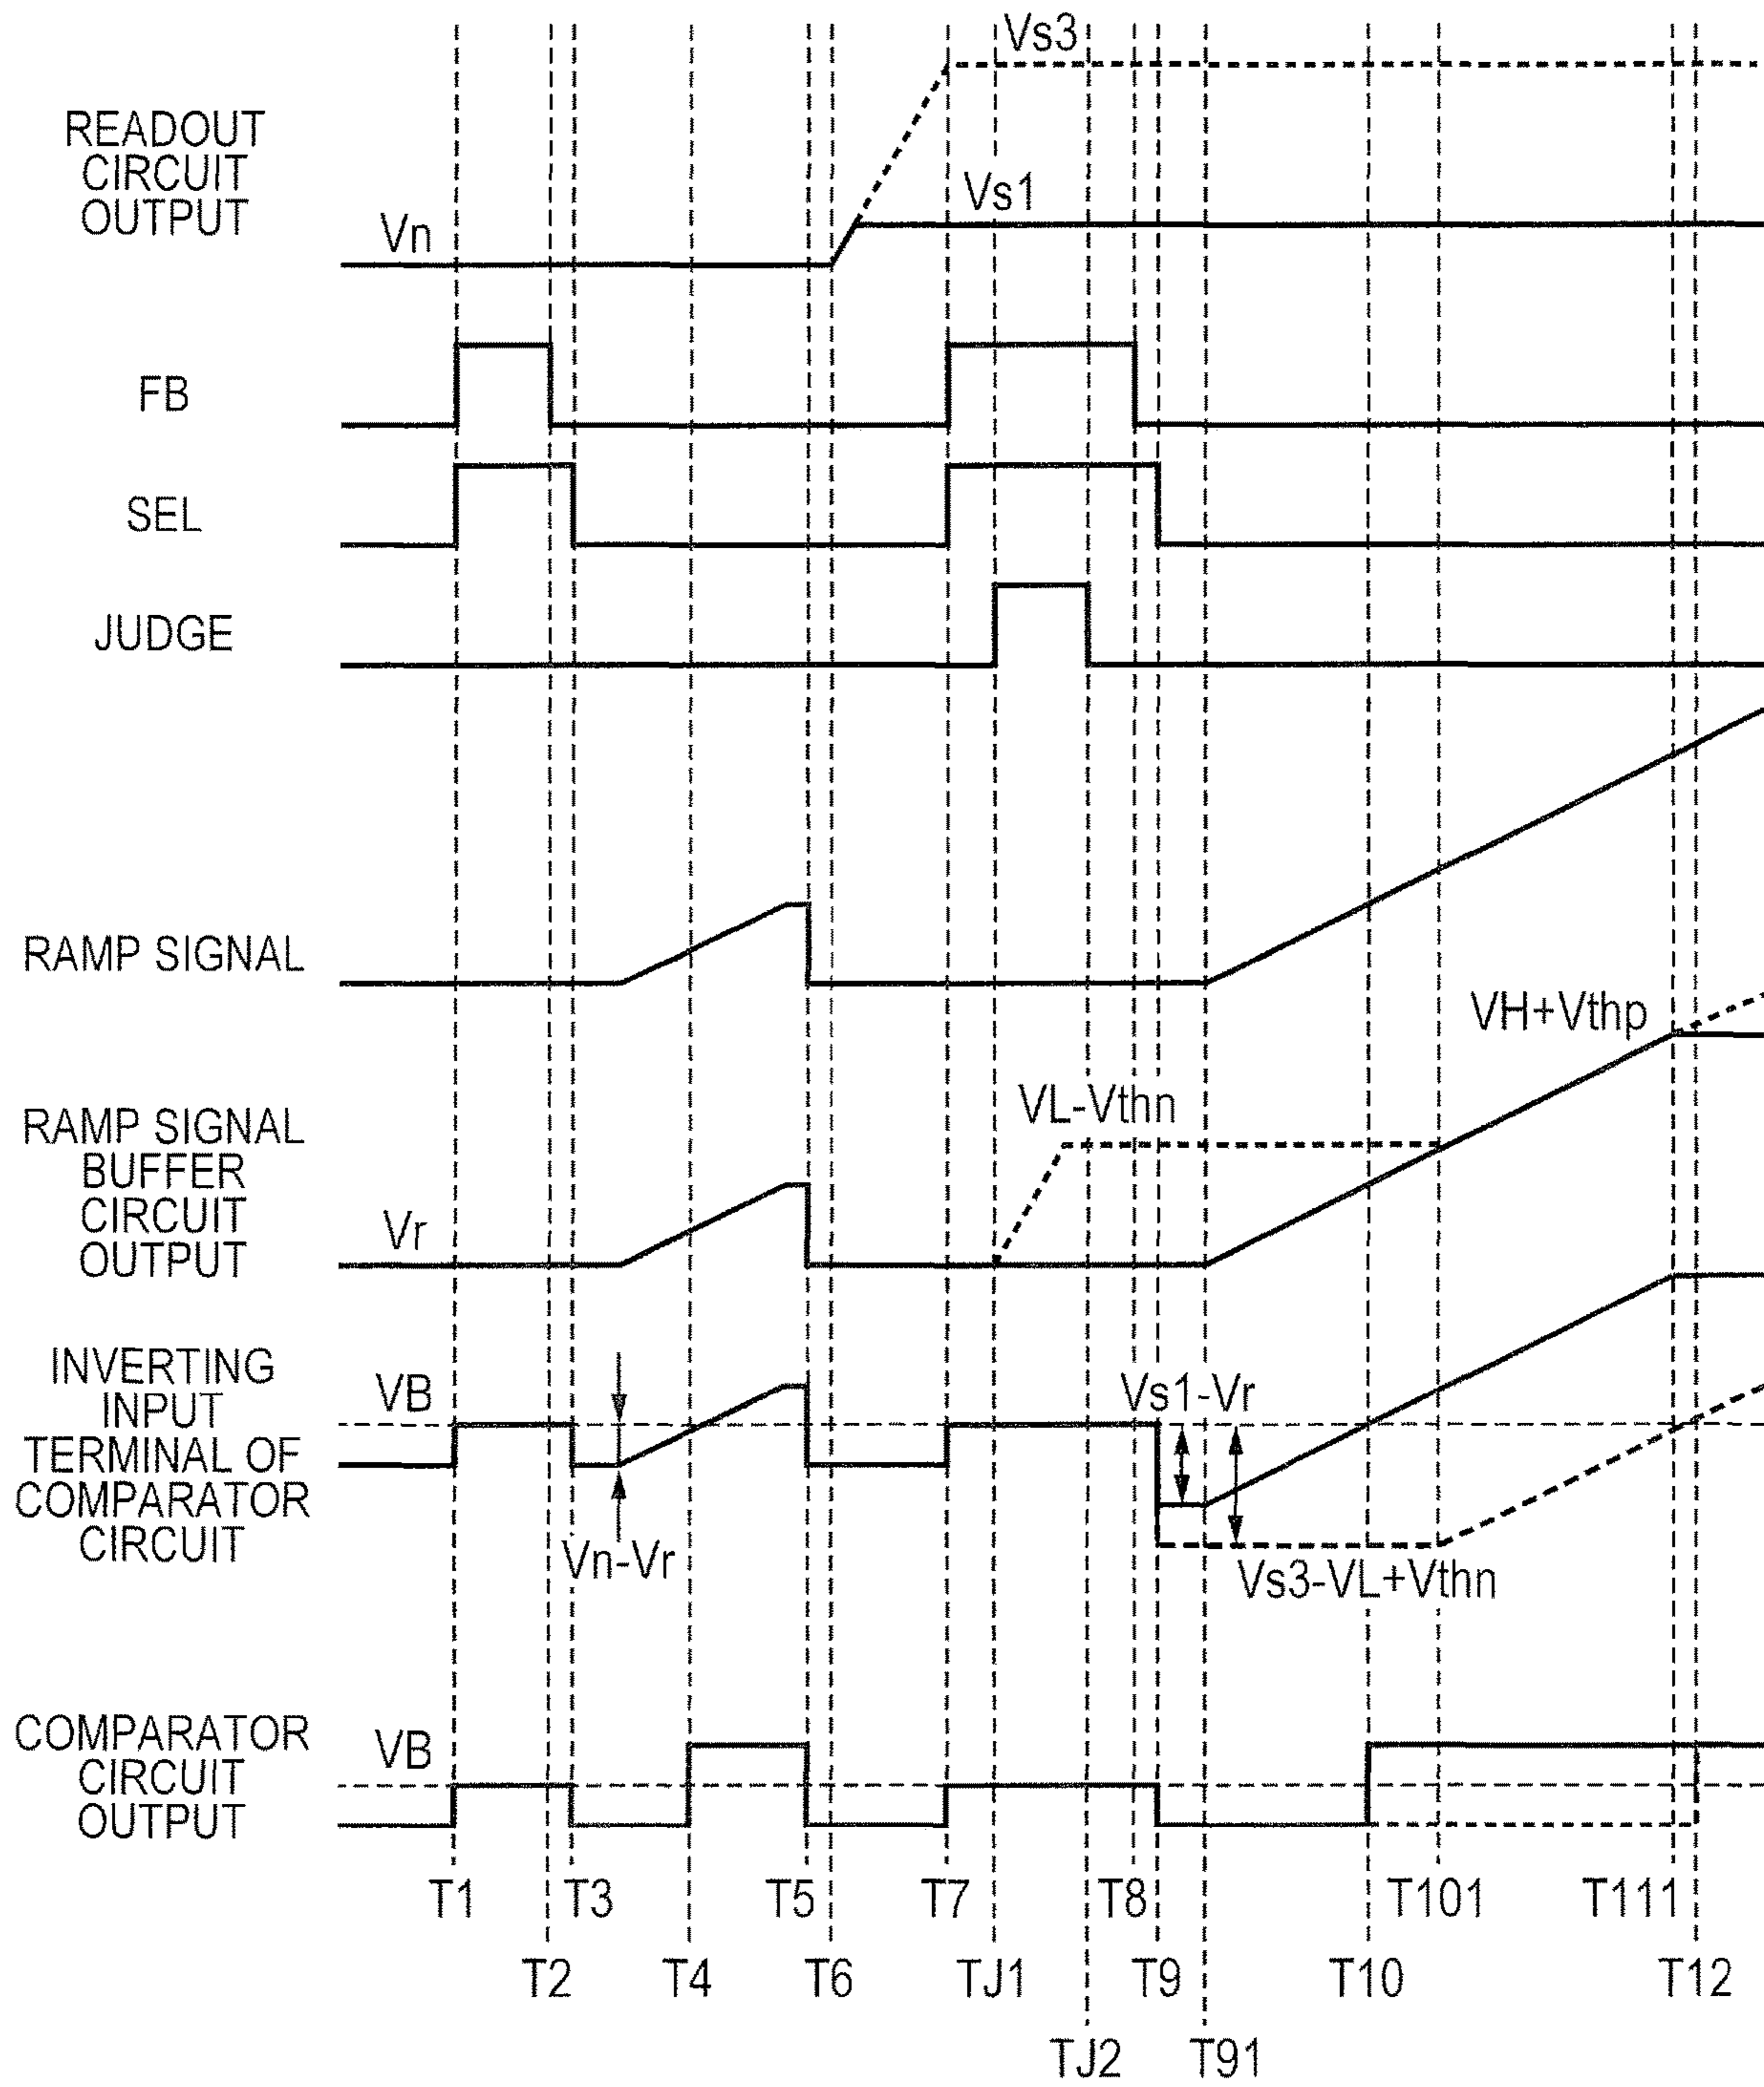 Vs3
READOUT
CIRCUIT
OUTPUT
Vs1
Vn
FB
SEL
JUDGE
RAMP SIGNAL
VH+Vthp
VL-Vthn
RAMP SIGNAL
BUFFER
CIRCUIT
OUTPUT
Vr
INVERTING
INPUT
TERMINAL OF
COMPARATOR
CIRCUIT
VB
Vs1-Vr
Vn-Vr
Vs3-VL+Vthn
COMPARATOR
CIRCUIT
OUTPUT
VB
T1 T3 T5 T7 T8 T101 T111
T2 T4 T6 TJ1 T9 T10 T12
TJ2 T91